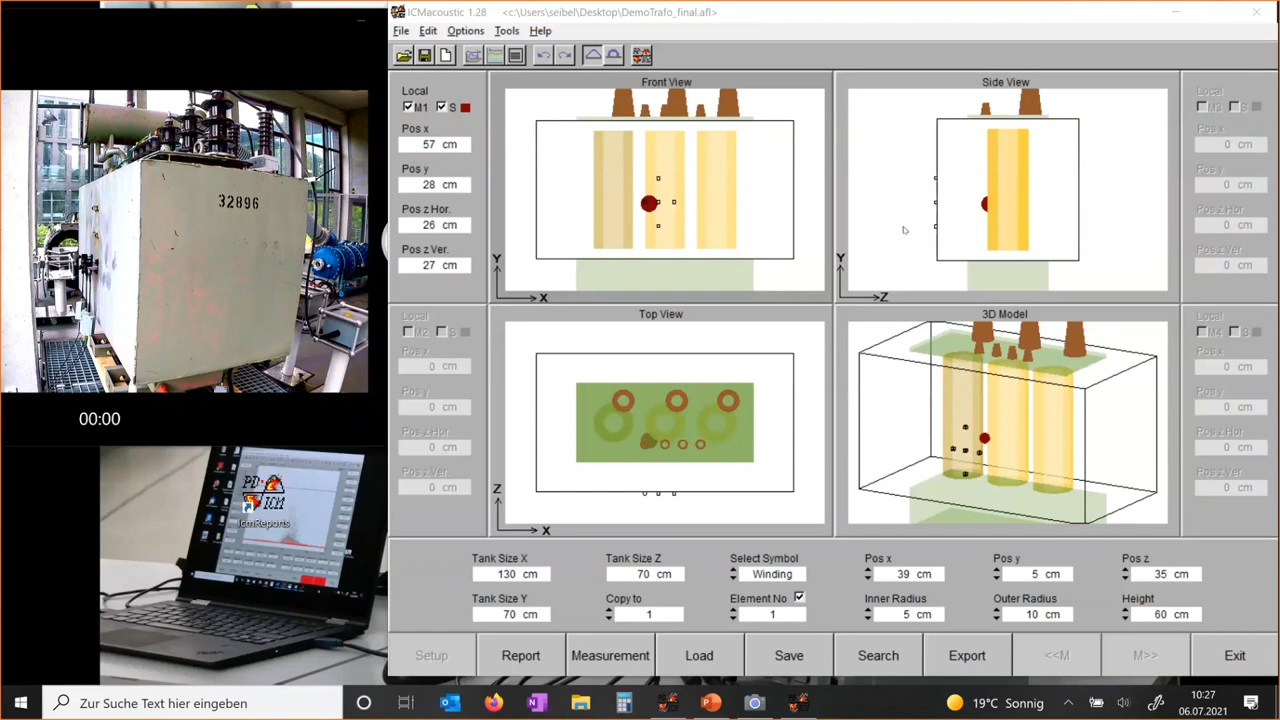 ICMacoustic 1.28 <c:\Users\seibel\Desktop\DemoTrafo_final.afl>
File Edit Options Tools Help
Local
M1 S
Pos x
57 cm
Pos y
28 cm
Pos z Hor.
26 cm
Pos z Ver.
27 cm
Front View
Y
X
Side View
Y
Z
Local
M3 S
Pos x
0 cm
Pos y
0 cm
Pos z Hor.
0 cm
Pos z Ver.
0 cm
Local
M2 S
Pos x
0 cm
Pos y
0 cm
Pos z Hor.
0 cm
Pos z Ver.
0 cm
Top View
Z
X
3D Model
Local
M4 S
Pos x
0 cm
Pos y
0 cm
Pos z Hor.
0 cm
Pos z Ver.
0 cm
Tank Size X
130 cm
Tank Size Z
70 cm
Select Symbol
Winding
Pos x
39 cm
Pos y
5 cm
Pos z
35 cm
Tank Size Y
70 cm
Copy to
1
Element No
1
Inner Radius
5 cm
Outer Radius
10 cm
Height
60 cm
Setup Report Measurement Load Save Search Export <<M M>> Exit
32896
00:00
PD
ICM
IcmReports
Zur Suche Text hier eingeben
19°C Sonnig
10:27
06.07.2021